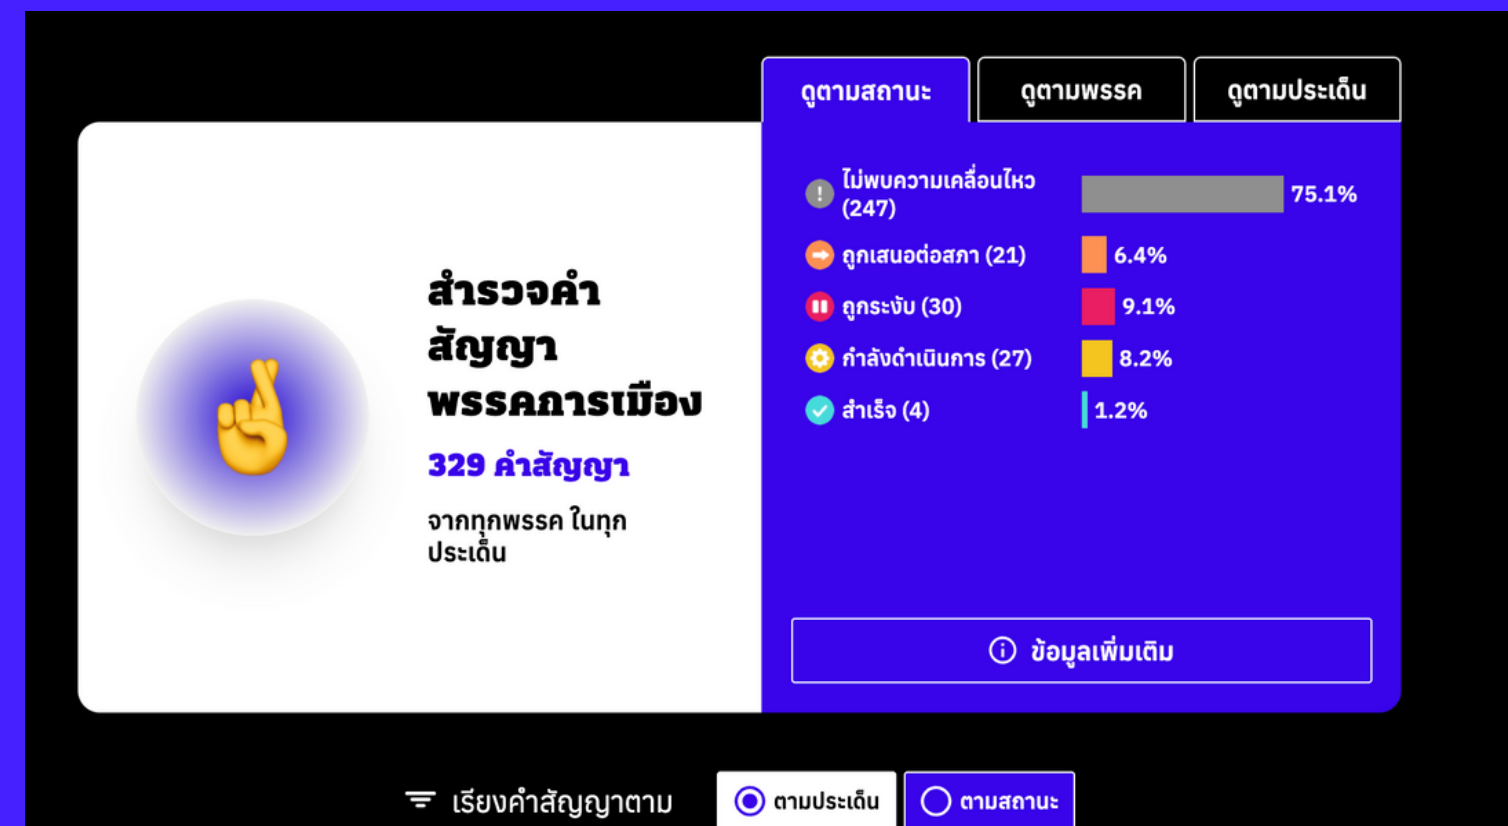 ดูตามสถานะ
ดูตามพรรค
ดูตามประเด็น
สำรวจคำ
สัญญา
พรรคการเมือง
329 คำสัญญา
จากทุกพรรค ในทุก
ประเด็น
ไม่พบความเคลื่อนไหว
(247)
75.1%
ถูกเสนอต่อสภา (21)
6.4%
ถูกระงับ (30)
9.1%
กำลังดำเนินการ (27)
8.2%
สำเร็จ (4)
1.2%
ข้อมูลเพิ่มเติม
เรียงคำสัญญาตาม
ตามประเด็น
ตามสถานะ